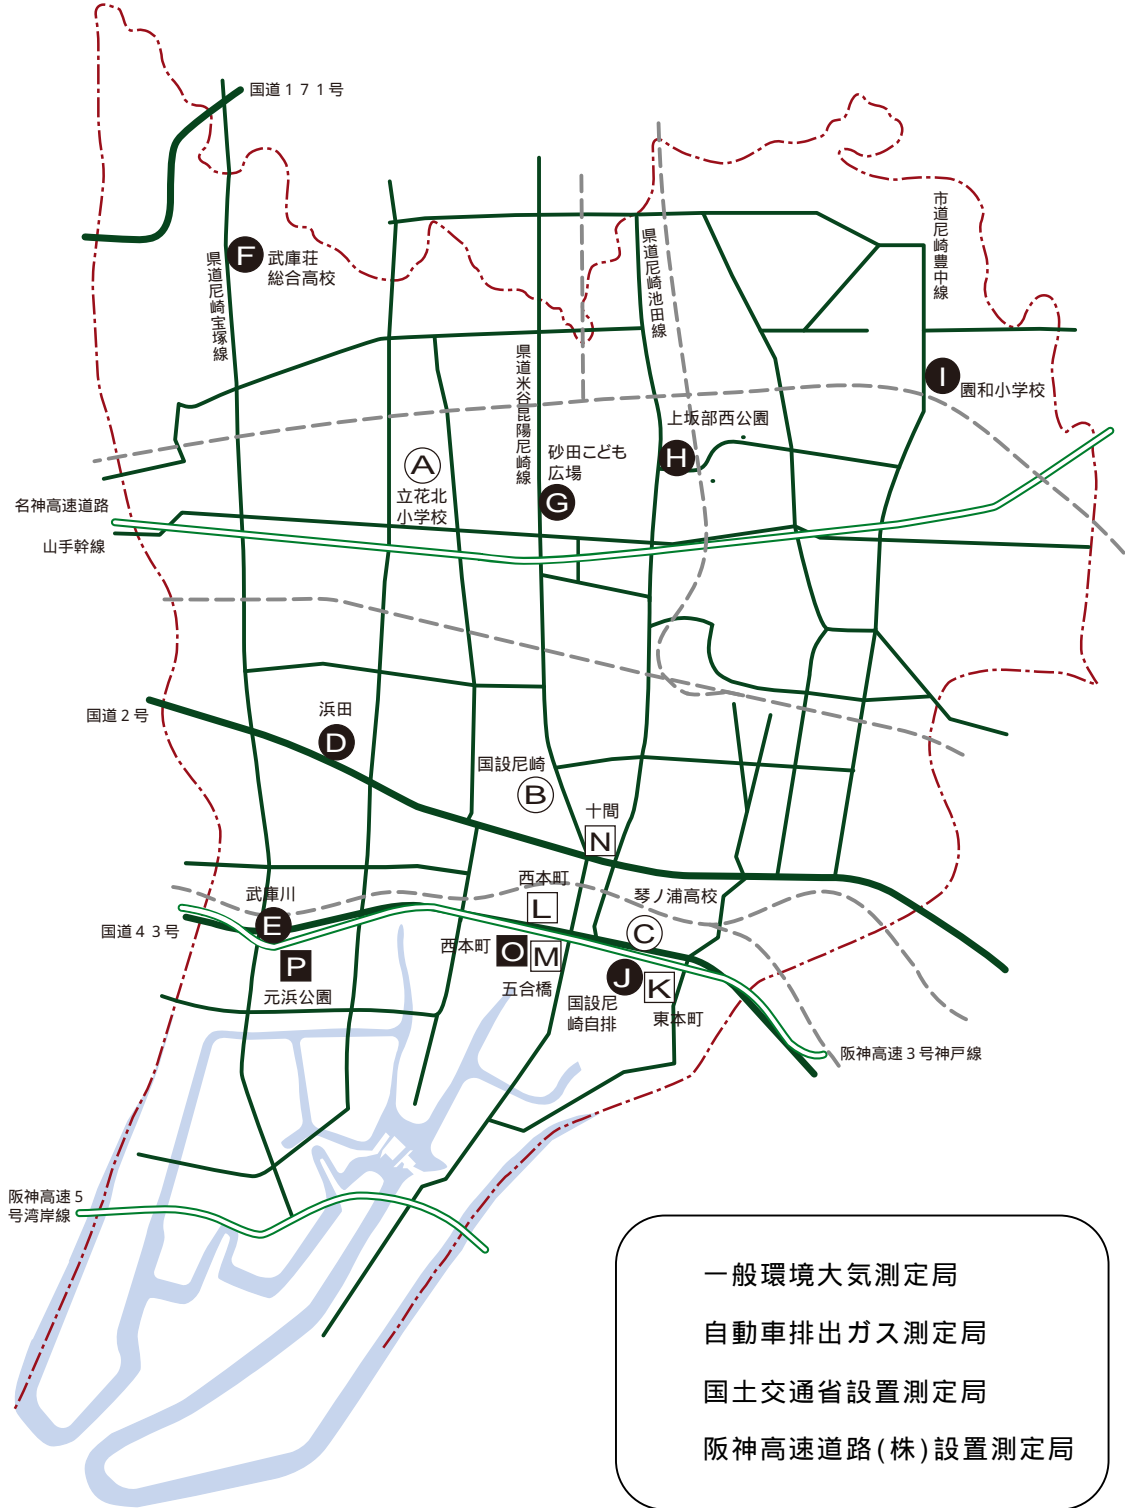 国道１７１号
市道尼崎豊中線
県道尼崎池田線
F
武庫荘
総合高校
県道尼崎宝塚線
県道米谷昆陽尼崎線
I
園和小学校
上坂部西公園
H
A
立花北
小学校
砂田こども
広場
G
名神高速道路
山手幹線
国道２号
浜田
D
国設尼崎
B
十間
N
武庫川
E
西本町
L
琴ノ浦高校
C
国道４３号
西本町
O
M
五合橋
P
元浜公園
J
国設尼
崎自排
K
東本町
阪神高速３号神戸線
阪神高速５
号湾岸線
一般環境大気測定局
自動車排出ガス測定局
国土交通省設置測定局
阪神高速道路(株)設置測定局